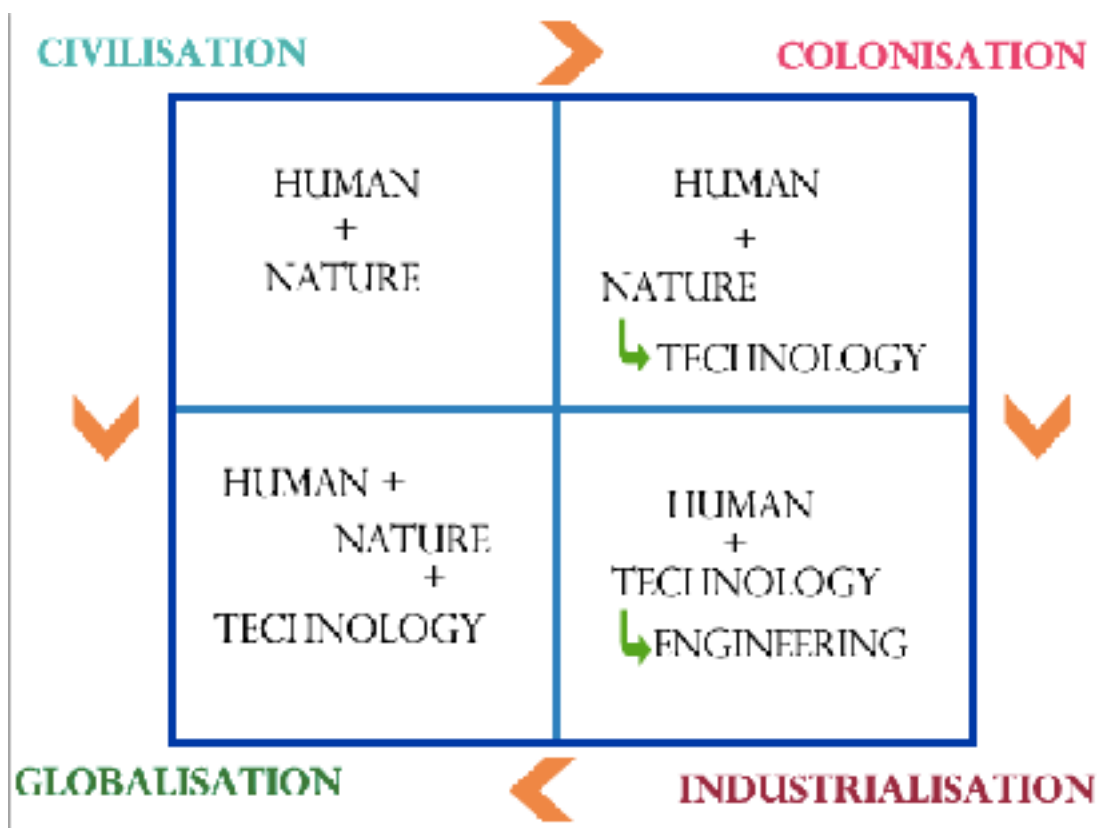 CIVILISATION
COLONISATION
HUMAN
+
NATURE
HUMAN
+
NATURE
TECHNOLOGY
HUMAN +
NATURE
+
TECHNOLOGY
HUMAN
+
TECHNOLOGY
ENGINEERING
GLOBALISATION
INDUSTRIALISATION